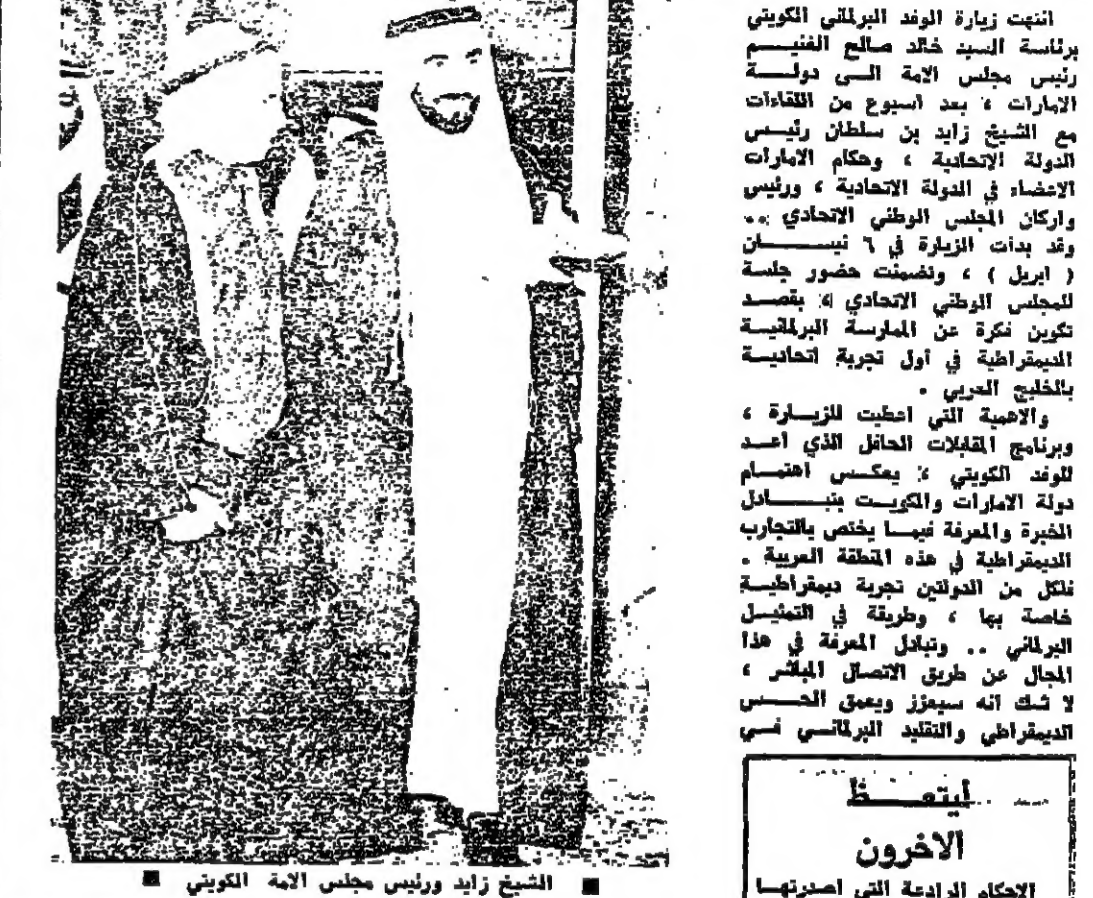 انتهت زيارة الوفد البرلماني الكويتي
برئاسة السيد خالد صالح الغنيم
رئيس مجلس الامة الى دولة
الامارات ، بعد اسبوع من اللقاءات
مع الشيخ زايد بن سلطان رئيس
الدولة الاتحادية ، وحكام الامارات
الاعضاء في الدولة الاتحادية ، ورئيس
واركان المجلس الوطني الاتحادي ..
وقد بدأت الزيارة في ٦ نيسان
( ابريل ) ، وتضمنت حضور جلسة
للمجلس الوطني الاتحادي ، بقصد
تكوين فكرة عن الممارسة البرلمانية
الديمقراطية في أول تجربة اتحادية
بالخليج العربي .
والاهمية التي اعطيت للزيارة ،
وبرنامج المقابلات الحافل الذي أعد
للوفد الكويتي ، يعكس اهتمام
دولة الامارات والكويت بتبادل
الخبرة والمعرفة فيما يختص بالتجارب
الديمقراطية في هذه المنطقة العربية .
فلكل من الدولتين تجربة ديمقراطية
خاصة بها ، وطريقة في التمثيل
البرلماني .. وتبادل المعرفة في هذا
المجال عن طريق الاتصال المباشر ،
لا شك أنه سيعزز ويعمق الحس
الديمقراطي والتقليد البرلماني في
ليتعظ
الاخرون
الاحكام الرادعة التي اصدرتها
الشيخ زايد ورئيس مجلس الامة الكويتي